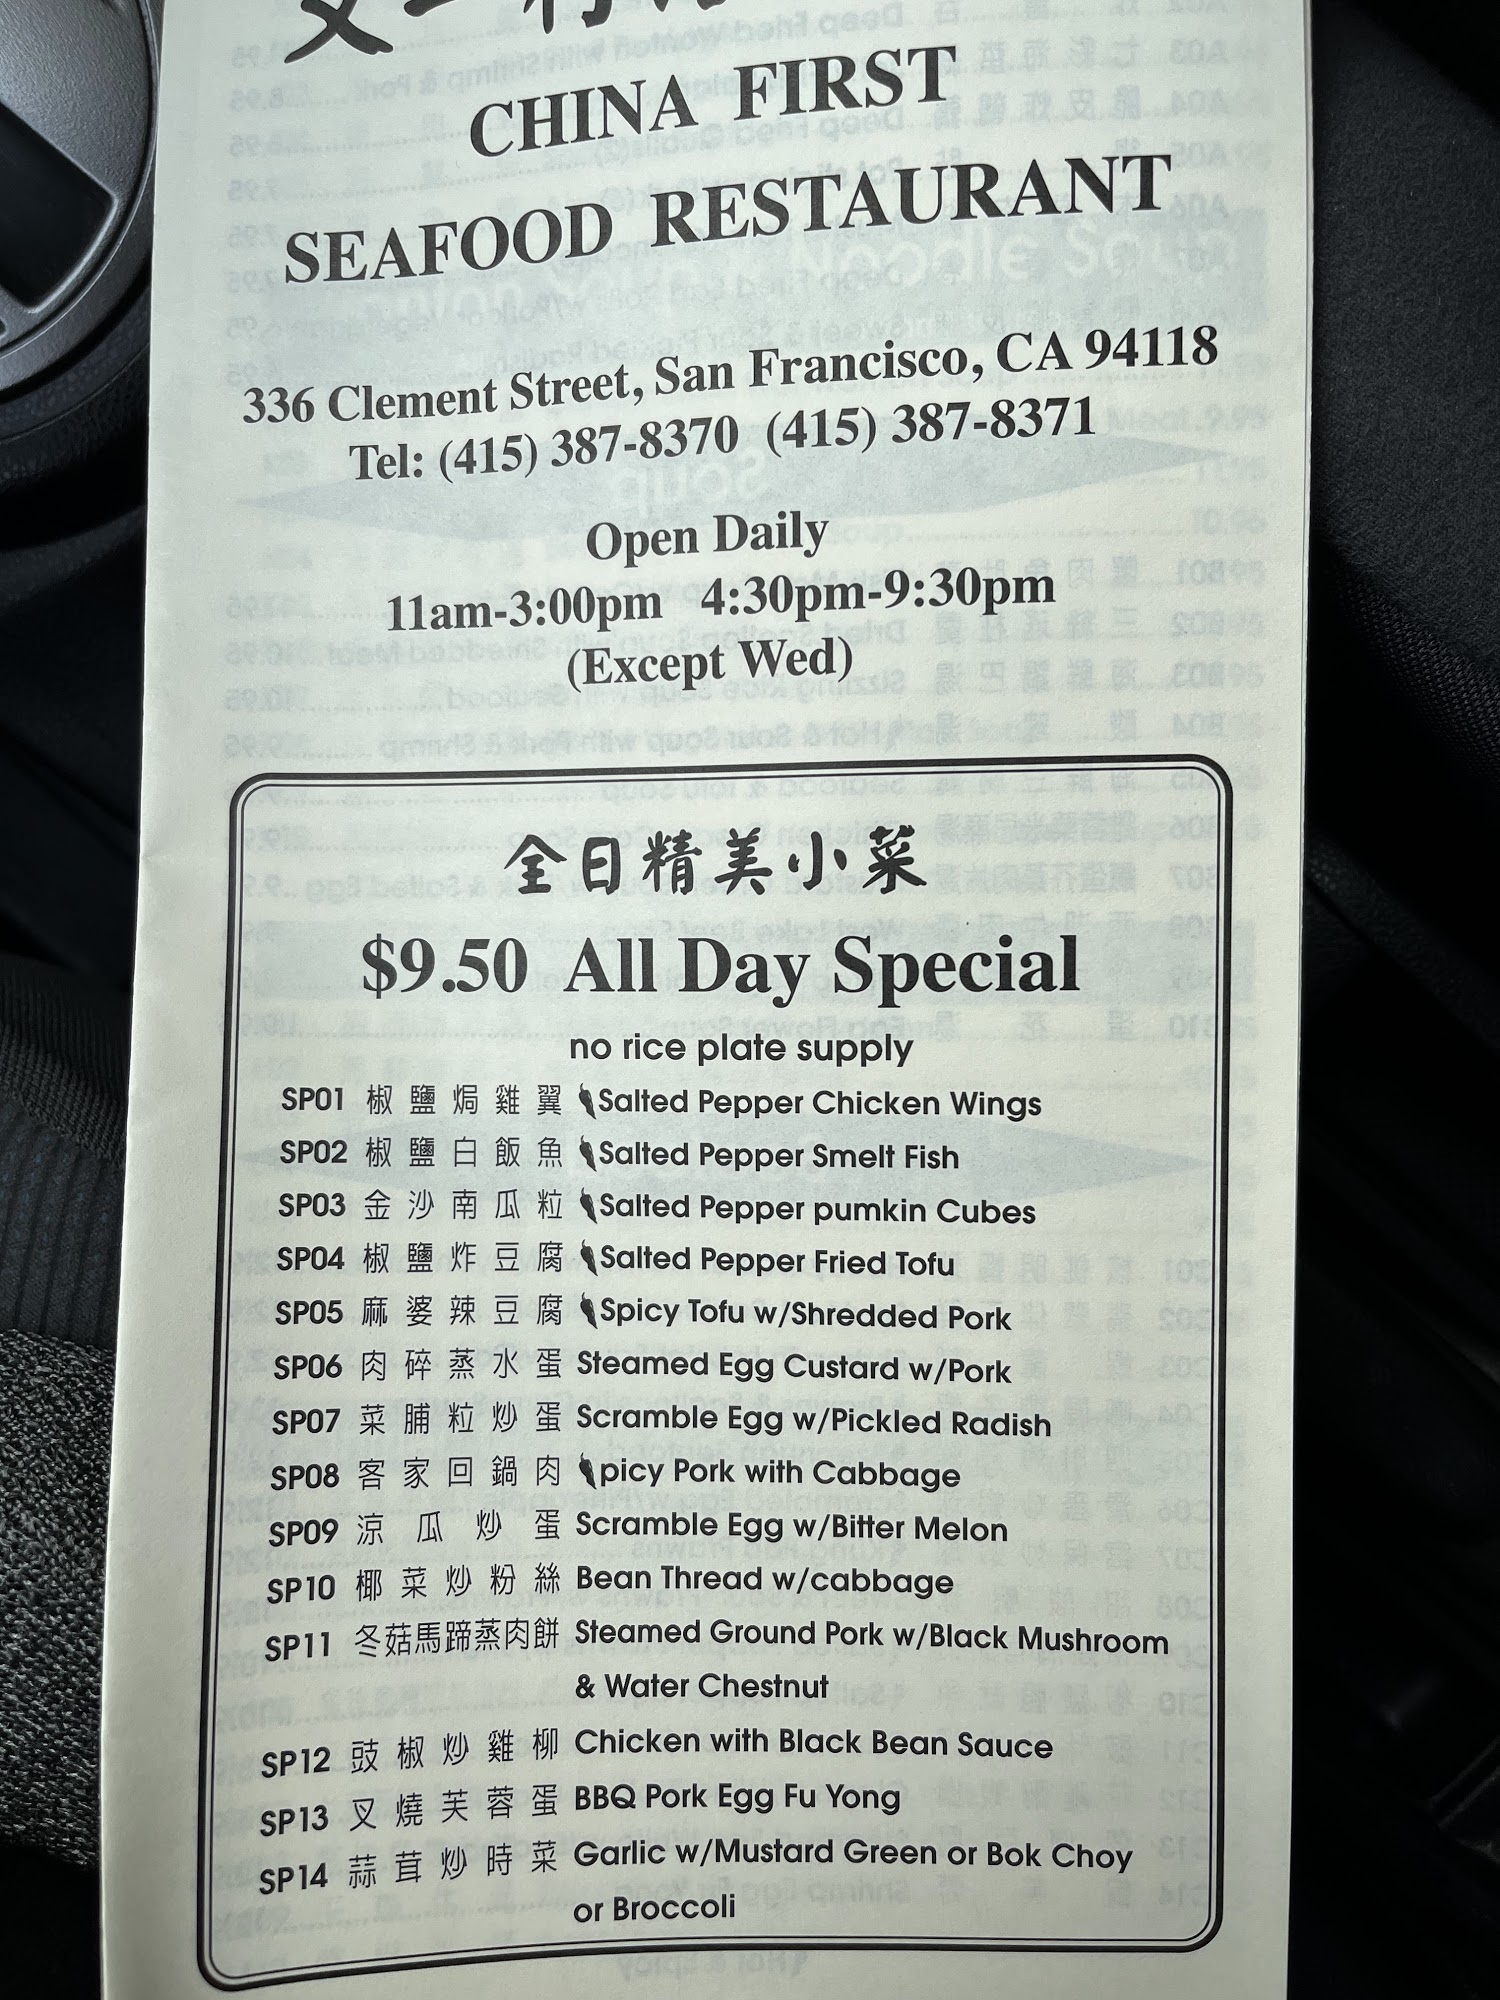 CHINA FIRST
SEAFOOD RESTAURANT
336 Clement Street, San Francisco, CA 94118
Tel: (415) 387-8370 (415) 387-8371
Open Daily
11am-3:00pm 4:30pm-9:30pm
(Except Wed)
全日精美小菜
$9.50 All Day Special
no rice plate supply
SP01 椒鹽焗雞翼 Salted Pepper Chicken Wings
SP02 椒鹽白飯魚 Salted Pepper Smelt Fish
SP03 金沙南瓜粒 Salted Pepper pumkin Cubes
SP04 椒鹽炸豆腐 Salted Pepper Fried Tofu
SP05 麻婆辣豆腐 Spicy Tofu w/Shredded Pork
SP06 肉碎蒸水蛋 Steamed Egg Custard w/Pork
SP07 菜脯粒炒蛋 Scramble Egg w/Pickled Radish
SP08 客家回鍋肉 picy Pork with Cabbage
SP09 涼瓜炒蛋 Scramble Egg w/Bitter Melon
SP10 椰菜炒粉絲 Bean Thread w/cabbage
SP11 冬菇馬蹄蒸肉餅 Steamed Ground Pork w/Black Mushroom
& Water Chestnut
SP12 豉椒炒雞柳 Chicken with Black Bean Sauce
SP13 叉燒芙蓉蛋 BBQ Pork Egg Fu Yong
SP14 蒜茸炒時菜 Garlic w/Mustard Green or Bok Choy
or Broccoli